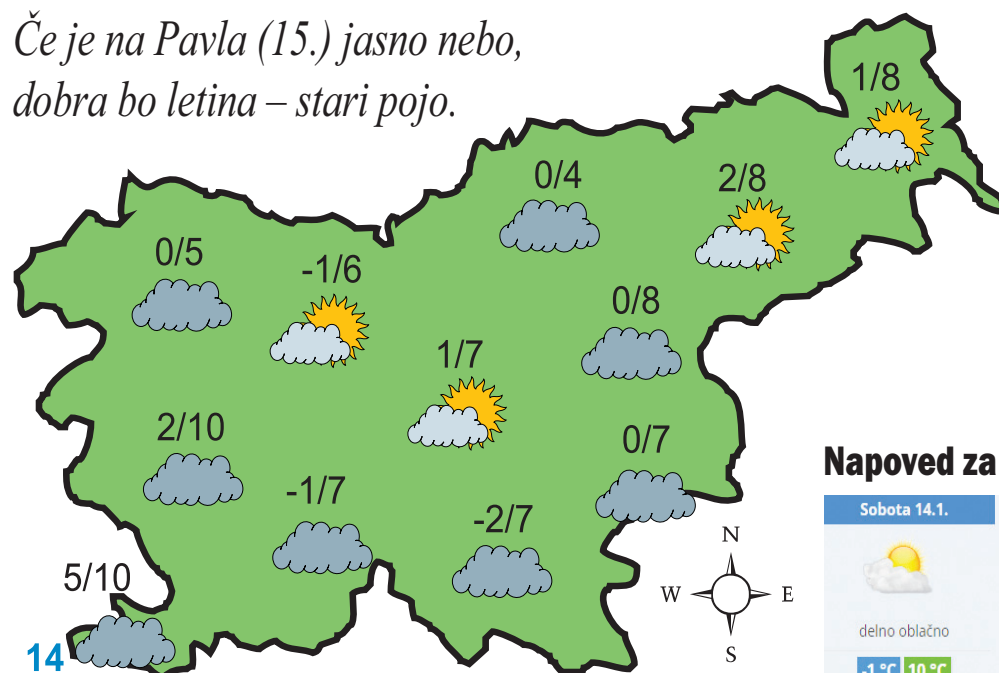 Če je na Pavla (15.) jasno nebo,
dobra bo letina – stari pojo.
1/8
0/4
2/8
0/5
-1/6
0/8
1/7
2/10
0/7
-1/7
-2/7
5/10
14
N
W
E
S
Napoved za
Sobota 14.1.
delno oblačno
-1 °C 10 °C